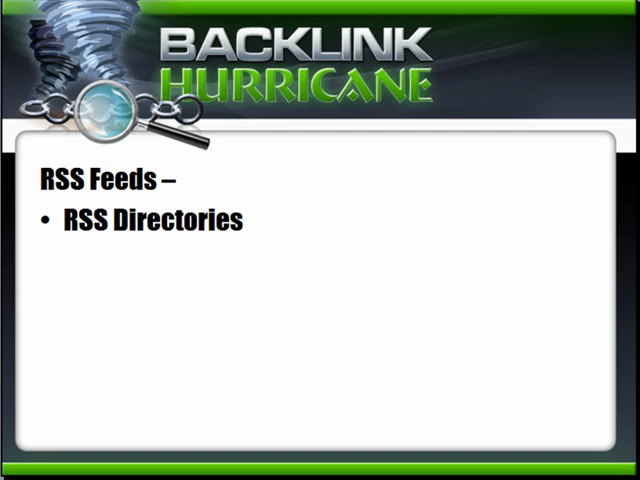 BACKLINK
HURRICANE
RSS Feeds –
• RSS Directories